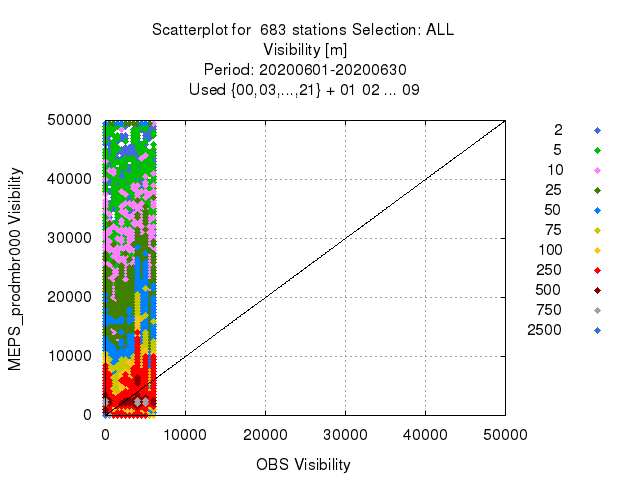 Scatterplot for 683 stations Selection: ALL
Visibility [m]
Period: 20200601-20200630
Used {00,03,...,21} + 01 02 ... 09
MEPS_prodmbr000 Visibility
50000
40000
30000
20000
10000
0
0 10000 20000 30000 40000 50000
OBS Visibility
2
5
10
25
50
75
100
250
500
750
2500